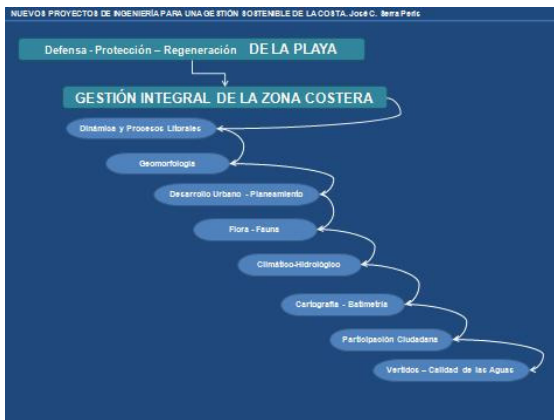 NUEVOS PROYECTOS DE INGENIERÍA PARA UNA GESTIÓN SOSTENIBLE DE LA COSTA. José C. Serra Peris
Defensa - Protección – Regeneración DE LA PLAYA
GESTIÓN INTEGRAL DE LA ZONA COSTERA
Dinámica y Procesos Litorales
Geomorfología
Desarrollo Urbano - Planeamiento
Flora - Fauna
Climático-Hidrológico
Cartografía - Batimetría
Participación Ciudadana
Vertidos – Calidad de las Aguas